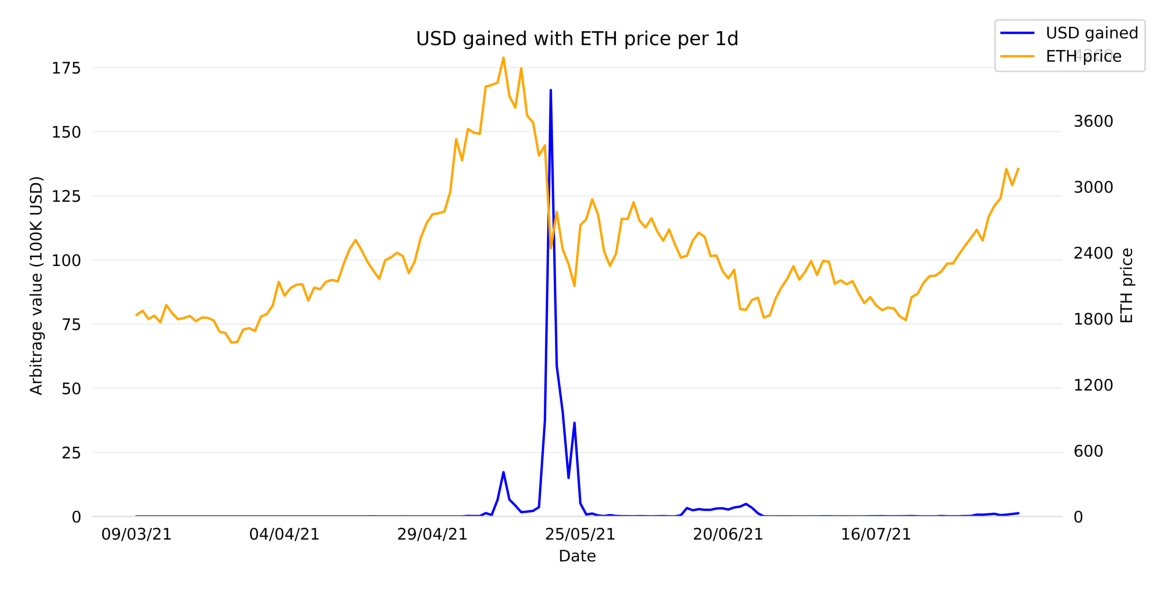 USD gained with ETH price per 1d
USD gained
ETH price
4200
175
150
125
100
75
50
25
0
Arbitrage value (100K USD)
3600
3000
2400
1800
1200
600
0
ETH price
09/03/21 04/04/21 29/04/21 25/05/21 20/06/21 16/07/21
Date